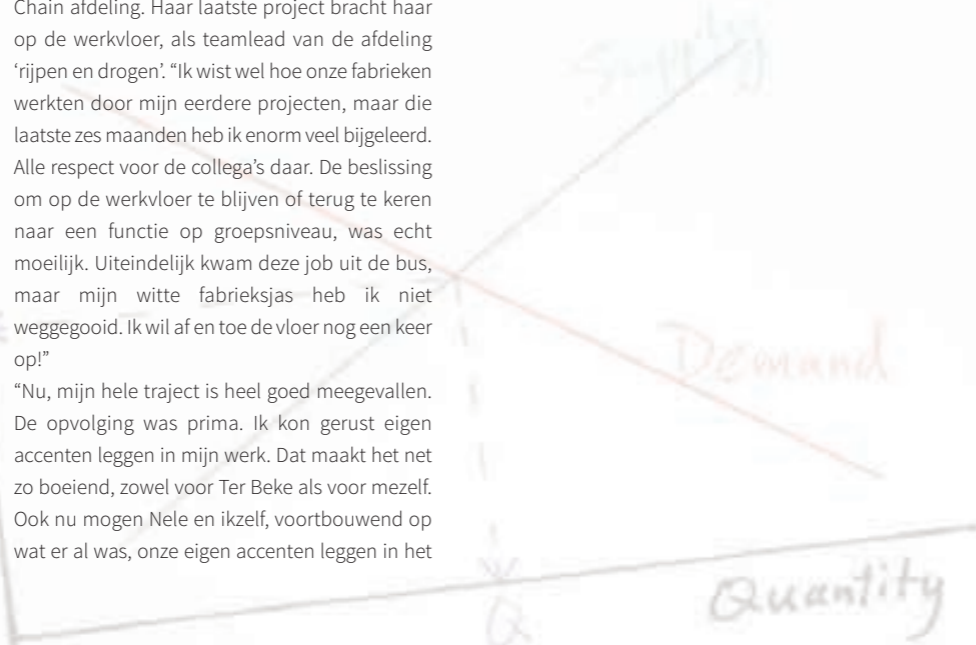 Chain afdeling. Haar laatste project bracht haar
op de werkvloer, als teamlead van de afdeling
‘rijpen en drogen’. “Ik wist wel hoe onze fabrieken
werkten door mijn eerdere projecten, maar die
laatste zes maanden heb ik enorm veel bijgeleerd.
Alle respect voor de collega’s daar. De beslissing
om op de werkvloer te blijven of terug te keren
naar een functie op groepsniveau, was echt
moeilijk. Uiteindelijk kwam deze job uit de bus,
maar mijn witte fabrieksjas heb ik niet
weggegooid. Ik wil af en toe de vloer nog een keer
op!”
“Nu, mijn hele traject is heel goed meegevallen.
De opvolging was prima. Ik kon gerust eigen
accenten leggen in mijn werk. Dat maakt het net
zo boeiend, zowel voor Ter Beke als voor mezelf.
Ook nu mogen Nele en ikzelf, voortbouwend op
wat er al was, onze eigen accenten leggen in het
Supply
Demand
Quantity
Q